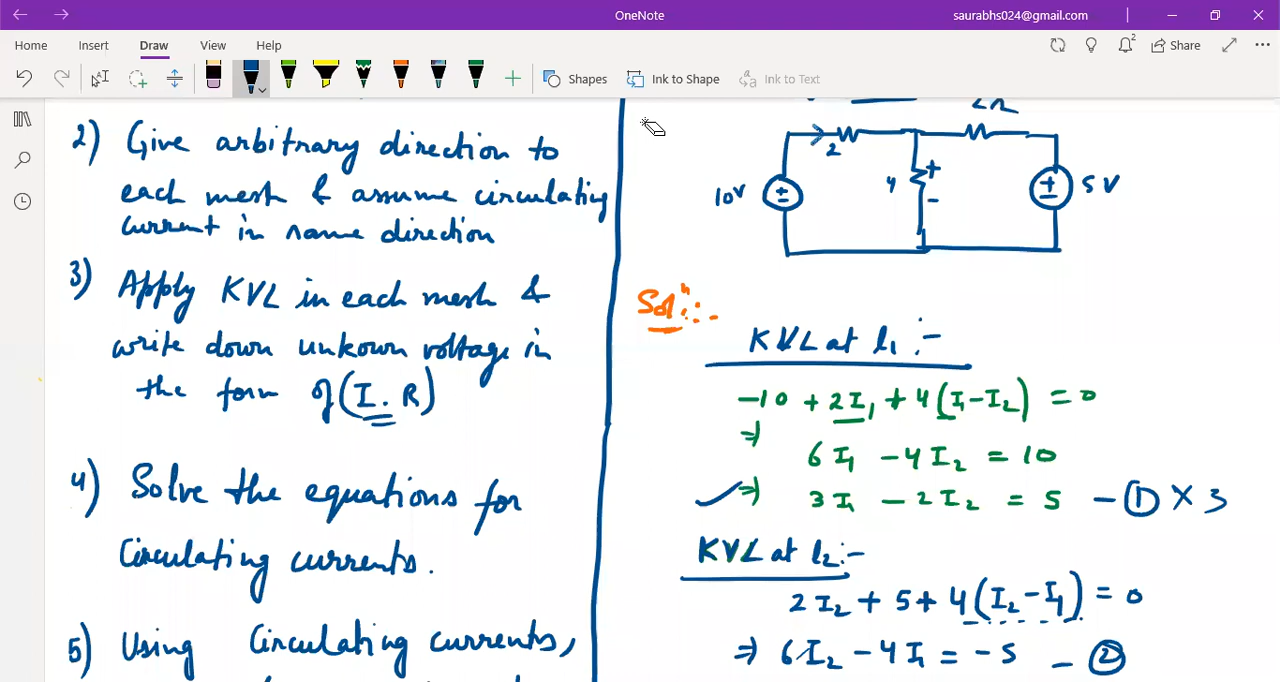 OneNote
saurabhs024@gmail.com
Home Insert Draw View Help
Share
Shapes Ink to Shape Ink to Text
2) Give arbitrary direction to
each mesh & assume circulating
current in same direction
3) Apply KVL in each mesh &
write down unkown voltage in
the form of (I. R)
4) Solve the equations for
Circulating currents.
5) Using Circulating currents,
2Ω
2
10V
4
+
-
5V
Solⁿ:-
KVL at l₁:-
-10 + 2I₁ + 4(I₁-I₂) = 0
⇒
6I₁ - 4I₂ = 10
⇒ 3I₁ - 2I₂ = 5 - ① × 3
KVL at l₂:-
2I₂ + 5 + 4(I₂-I₁) = 0
⇒ 6I₂ - 4I₁ = -5 - ②